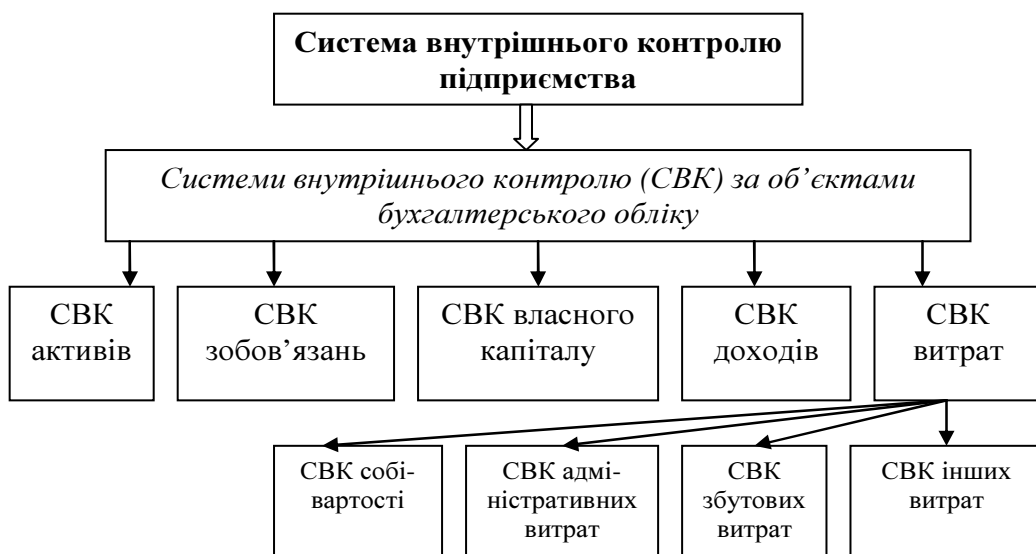 Система внутрішнього контролю
підприємства
Системи внутрішнього контролю (СВК) за об’єктами
бухгалтерського обліку
СВК
активів
СВК
зобов’язань
СВК власного
капіталу
СВК
доходів
СВК
витрат
СВК собі-
вартості
СВК адмі-
ністративних
витрат
СВК
збутових
витрат
СВК інших
витрат